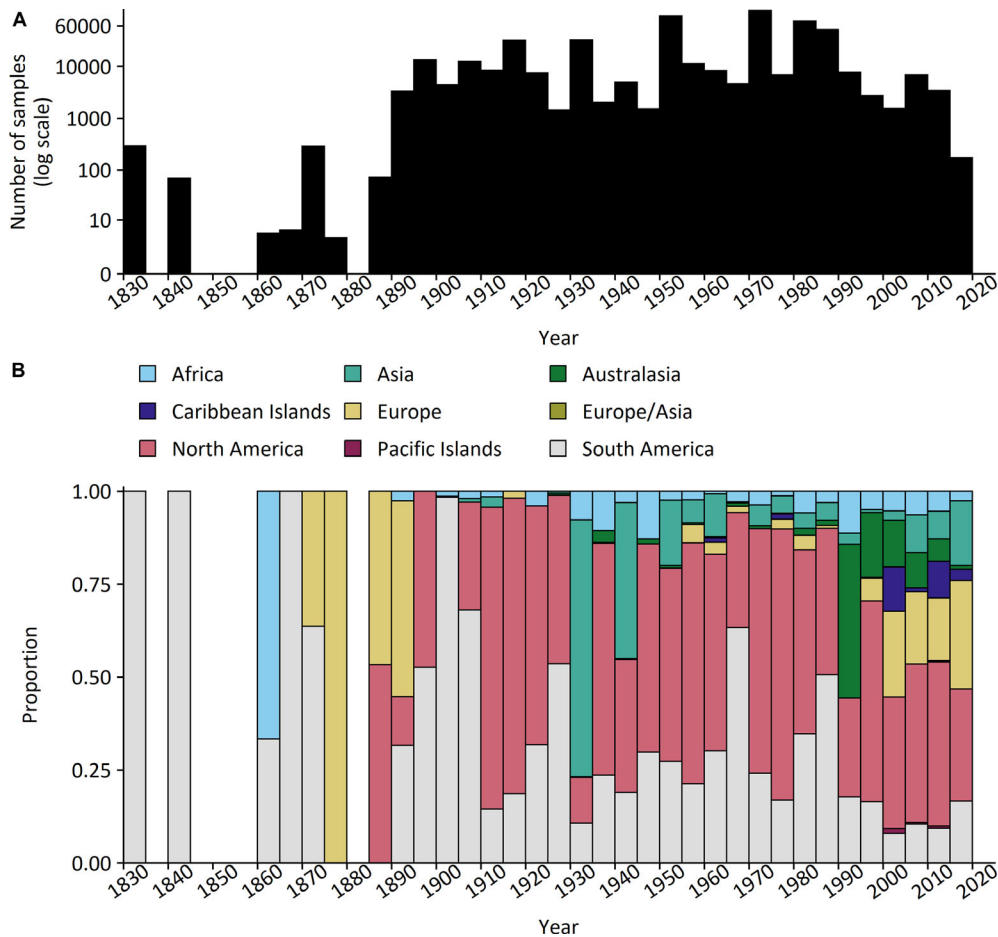 A
Number of samples
(log scale)
60000
10000
1000
100
10
0
1830 1840 1850 1860 1870 1880 1890 1900 1910 1920 1930 1940 1950 1960 1970 1980 1990 2000 2010 2020
Year
B
Africa Asia Australasia
Caribbean Islands Europe Europe/Asia
North America Pacific Islands South America
Proportion
1.00
0.75
0.50
0.25
0.00
1830 1840 1850 1860 1870 1880 1890 1900 1910 1920 1930 1940 1950 1960 1970 1980 1990 2000 2010 2020
Year